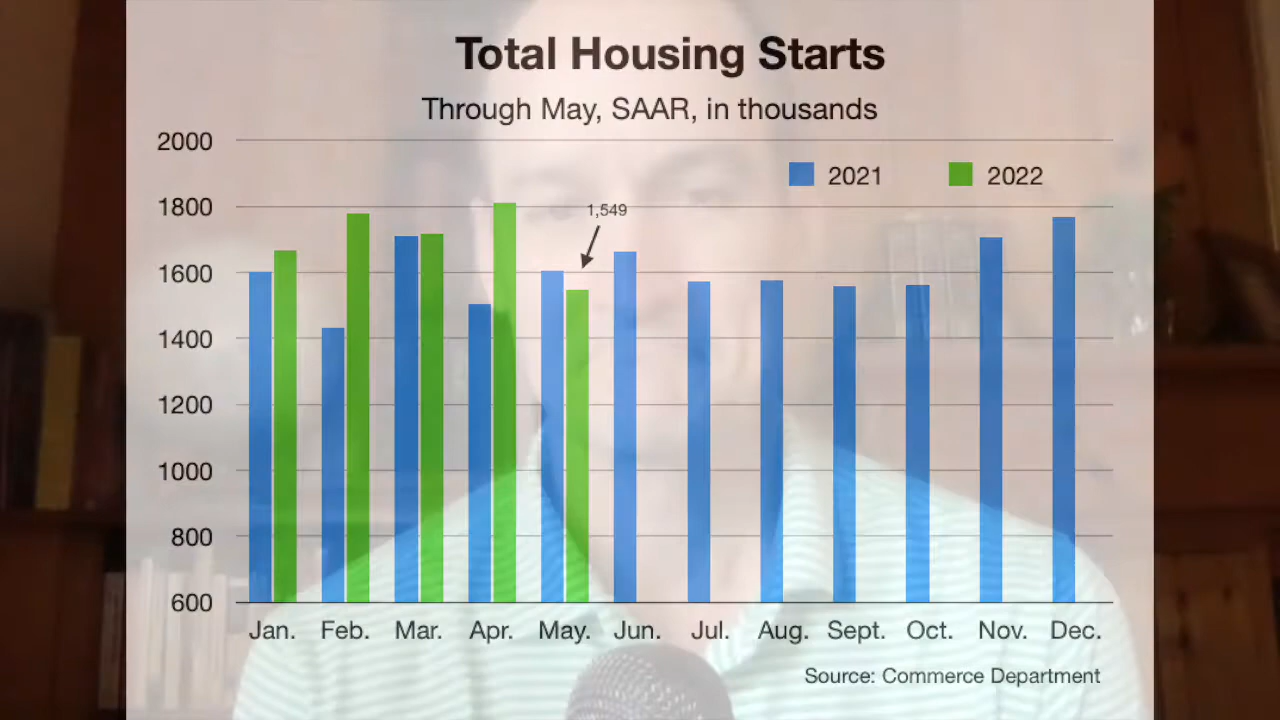 Total Housing Starts
Through May, SAAR, in thousands
2000
2021
2022
1800
1,549
1600
1400
1200
1000
800
600
Jan. Feb. Mar. Apr. May. Jun. Jul. Aug. Sept. Oct. Nov. Dec.
Source: Commerce Department